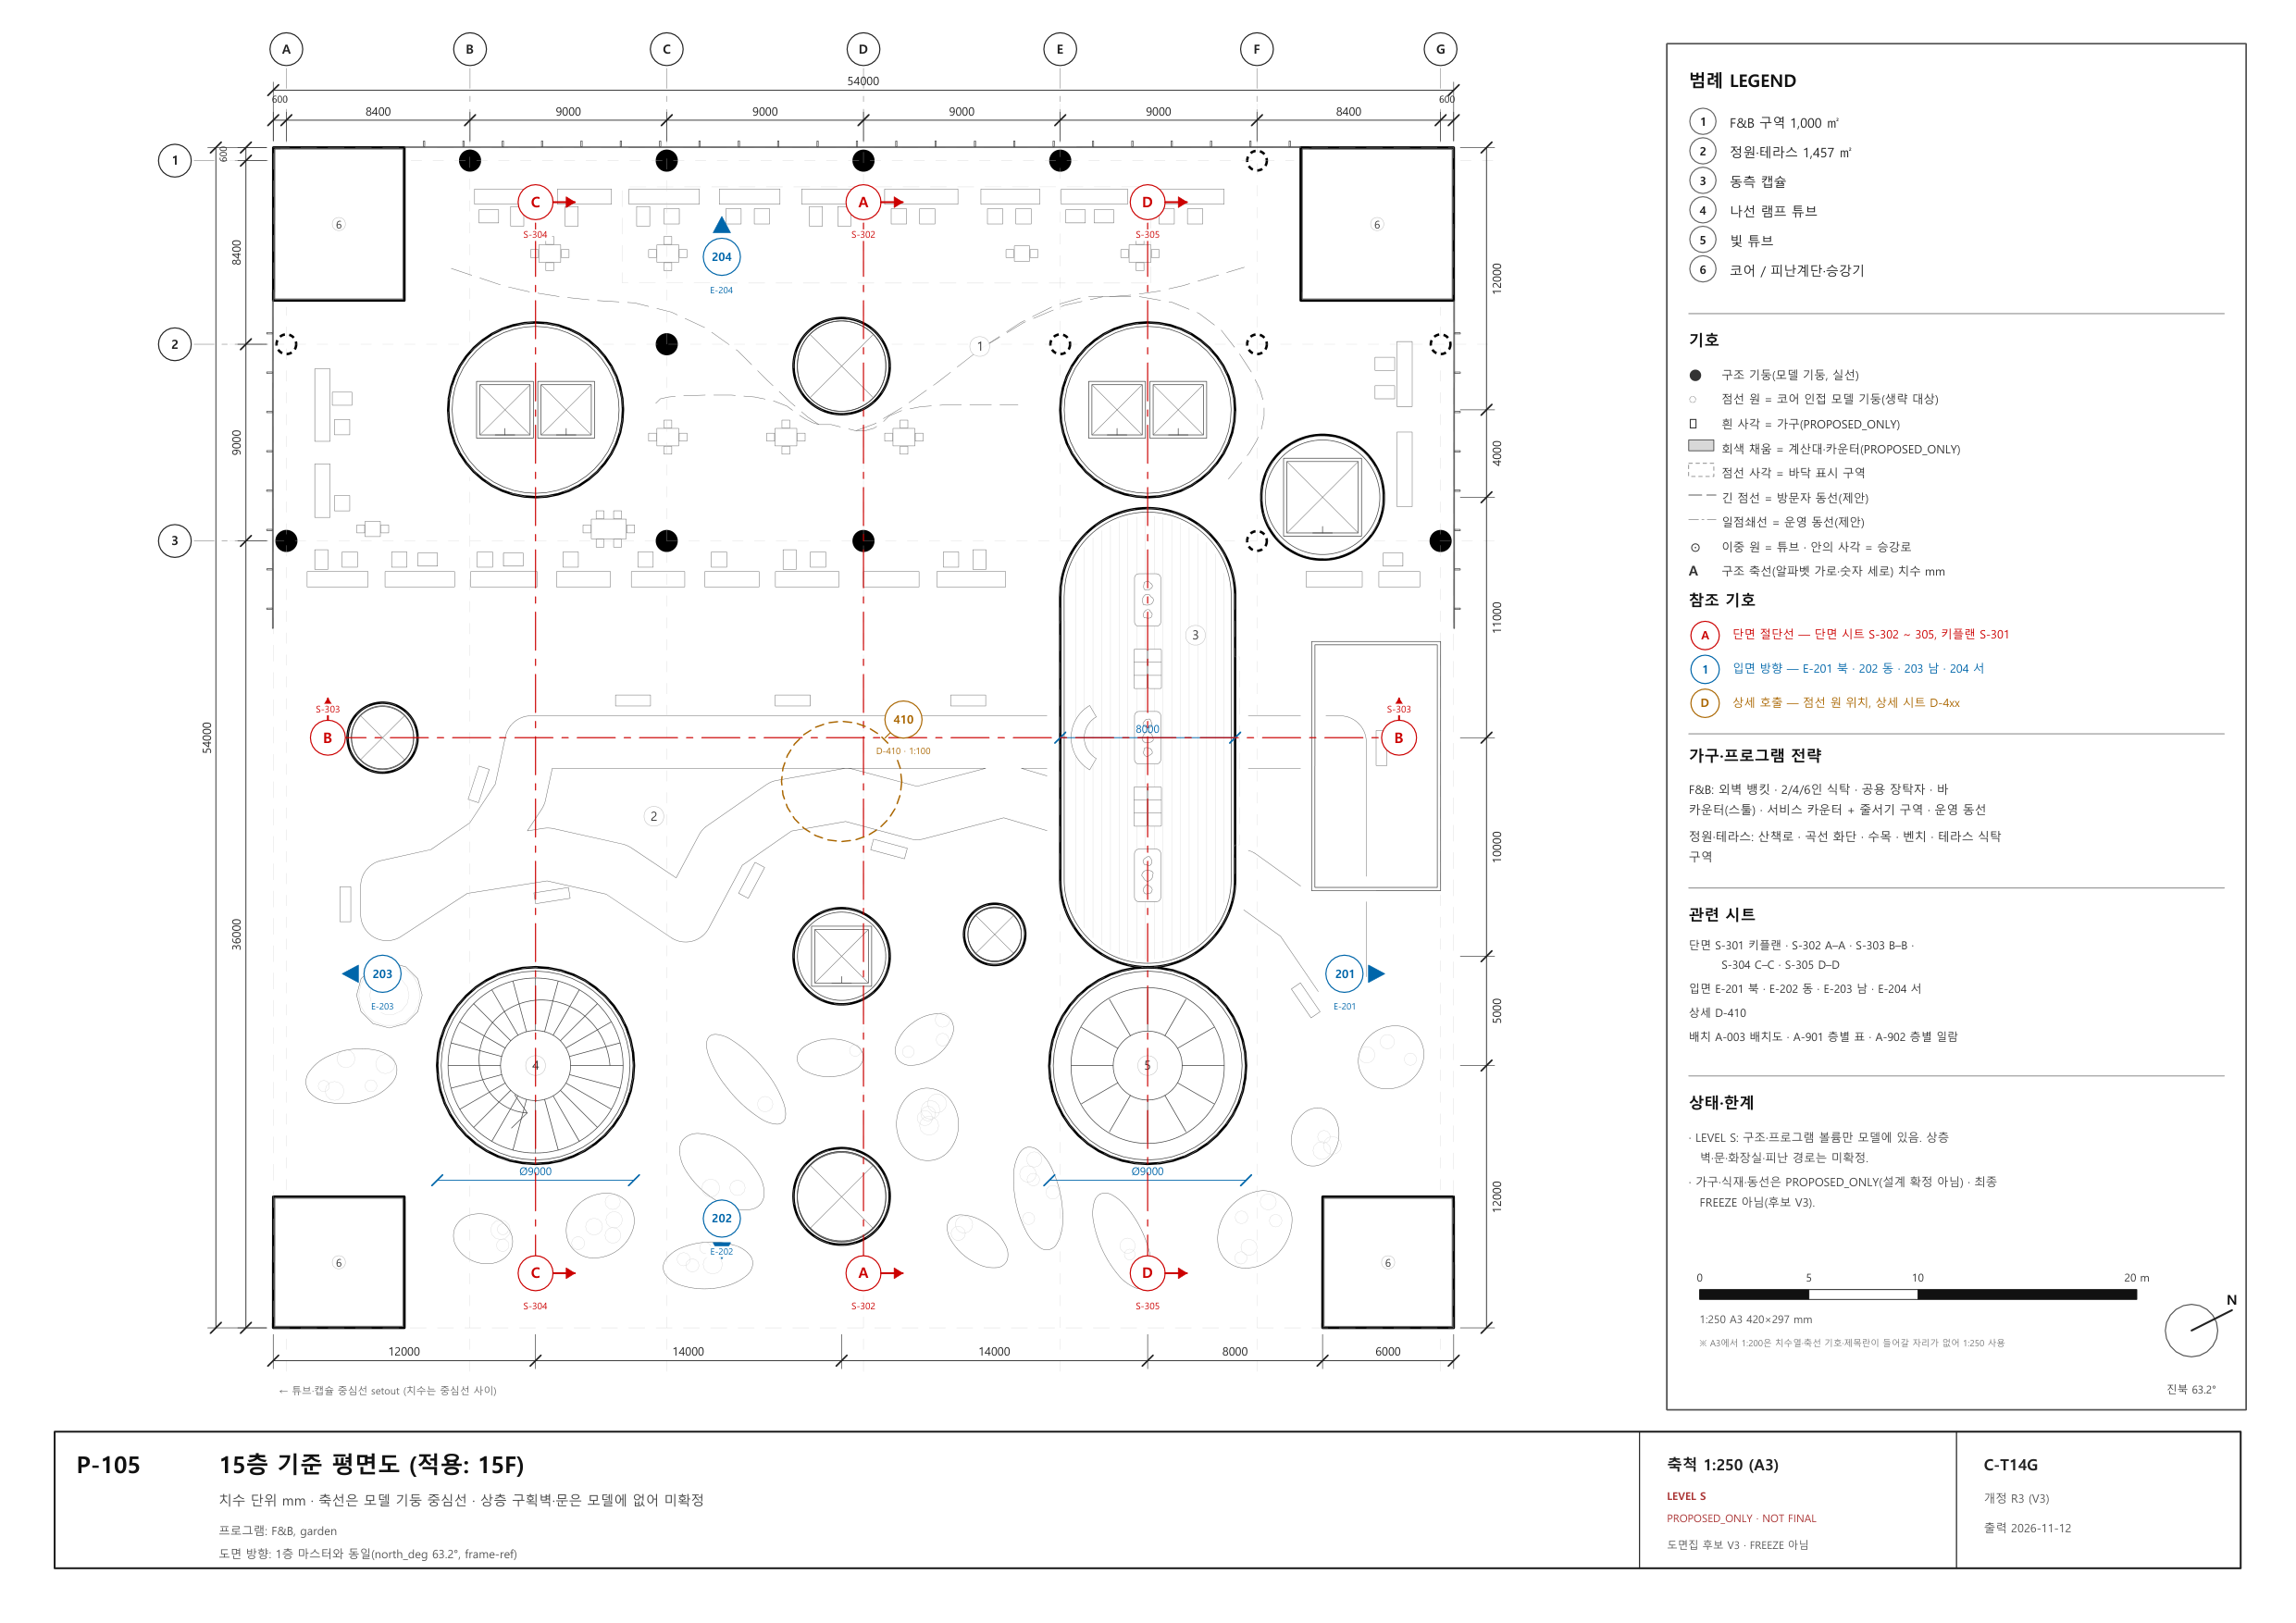 A
B
C
D
E
F
G
54000
600
600
8400
9000
9000
9000
9000
8400
1
2
3
600
8400
9000
36000
54000
12000
4000
11000
10000
5000
12000
6
6
C
S-304
A
S-302
D
S-305
204
E-204
1
3
S-303
B
S-303
B
410
D-410 · 1:100
8000
2
203
E-203
201
E-201
4
5
Ø9000
Ø9000
202
E-202
6
6
C
S-304
A
S-302
D
S-305
12000
14000
14000
8000
6000
← 튜브·캡슐 중심선 setout (치수는 중심선 사이)
범례 LEGEND
1 F&B 구역 1,000 ㎡
2 정원·테라스 1,457 ㎡
3 동측 캡슐
4 나선 램프 튜브
5 빛 튜브
6 코어 / 피난계단·승강기
기호
구조 기둥(모델 기둥, 실선)
점선 원 = 코어 인접 모델 기둥(생략 대상)
흰 사각 = 가구(PROPOSED_ONLY)
회색 채움 = 계산대·카운터(PROPOSED_ONLY)
점선 사각 = 바닥 표시 구역
긴 점선 = 방문자 동선(제안)
일점쇄선 = 운영 동선(제안)
이중 원 = 튜브 · 안의 사각 = 승강로
A 구조 축선(알파벳 가로·숫자 세로) 치수 mm
참조 기호
A 단면 절단선 — 단면 시트 S-302 ~ 305, 키플랜 S-301
1 입면 방향 — E-201 북 · 202 동 · 203 남 · 204 서
D 상세 호출 — 점선 원 위치, 상세 시트 D-4xx
가구·프로그램 전략
F&B: 외벽 뱅킷 · 2/4/6인 식탁 · 공용 장탁자 · 바
카운터(스툴) · 서비스 카운터 + 줄서기 구역 · 운영 동선
정원·테라스: 산책로 · 곡선 화단 · 수목 · 벤치 · 테라스 식탁
구역
관련 시트
단면 S-301 키플랜 · S-302 A–A · S-303 B–B ·
S-304 C–C · S-305 D–D
입면 E-201 북 · E-202 동 · E-203 남 · E-204 서
상세 D-410
배치 A-003 배치도 · A-901 층별 표 · A-902 층별 일람
상태·한계
· LEVEL S: 구조·프로그램 볼륨만 모델에 있음. 상층
벽·문·화장실·피난 경로는 미확정.
· 가구·식재·동선은 PROPOSED_ONLY(설계 확정 아님) · 최종
FREEZE 아님(후보 V3).
0 5 10 20 m
1:250 A3 420×297 mm
※ A3에서 1:200은 치수열·축선 기호·제목란이 들어갈 자리가 없어 1:250 사용
N
진북 63.2°
P-105
15층 기준 평면도 (적용: 15F)
치수 단위 mm · 축선은 모델 기둥 중심선 · 상층 구획벽·문은 모델에 없어 미확정
프로그램: F&B, garden
도면 방향: 1층 마스터와 동일(north_deg 63.2°, frame-ref)
축척 1:250 (A3)
LEVEL S
PROPOSED_ONLY · NOT FINAL
도면집 후보 V3 · FREEZE 아님
C-T14G
개정 R3 (V3)
출력 2026-11-12